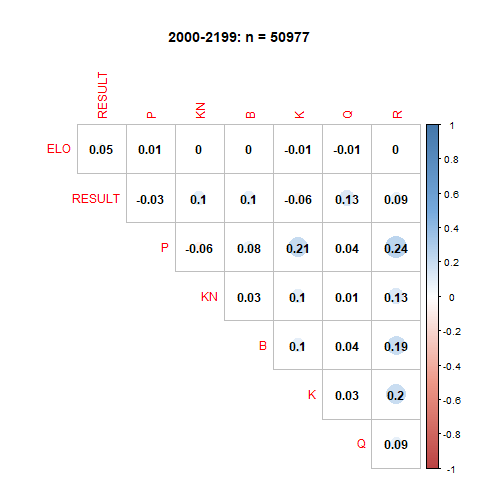 2000-2199: n = 50977
RESULT P KN B K Q R
ELO 0.05 0.01 0 0 -0.01 -0.01 0
RESULT -0.03 0.1 0.1 -0.06 0.13 0.09
P -0.06 0.08 0.21 0.04 0.24
KN 0.03 0.1 0.01 0.13
B 0.1 0.04 0.19
K 0.03 0.2
Q 0.09
1
0.8
0.6
0.4
0.2
0
-0.2
-0.4
-0.6
-0.8
-1